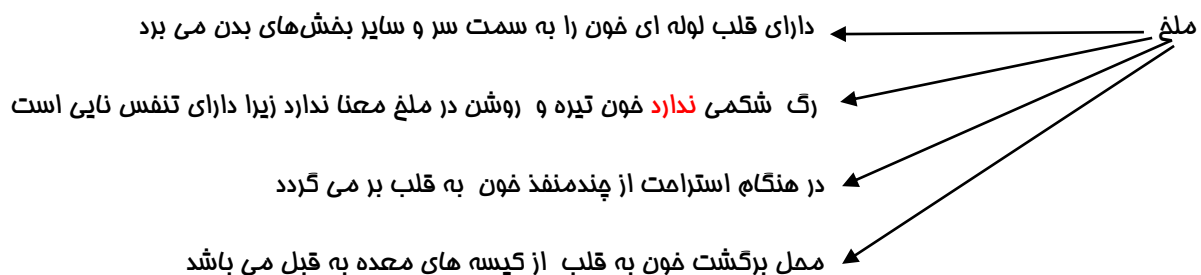 ملخ
دارای قلب لوله ای خون را به سمت سر و سایر بخش‌های بدن می برد
رگ شکمی ندارد خون تیره و روشن در ملخ معنا ندارد زیرا دارای تنفس نایی است
در هنگام استراحت از چندمنفذ خون به قلب بر می گردد
محل برگشت خون به قلب از کیسه های معده به قبل می باشد